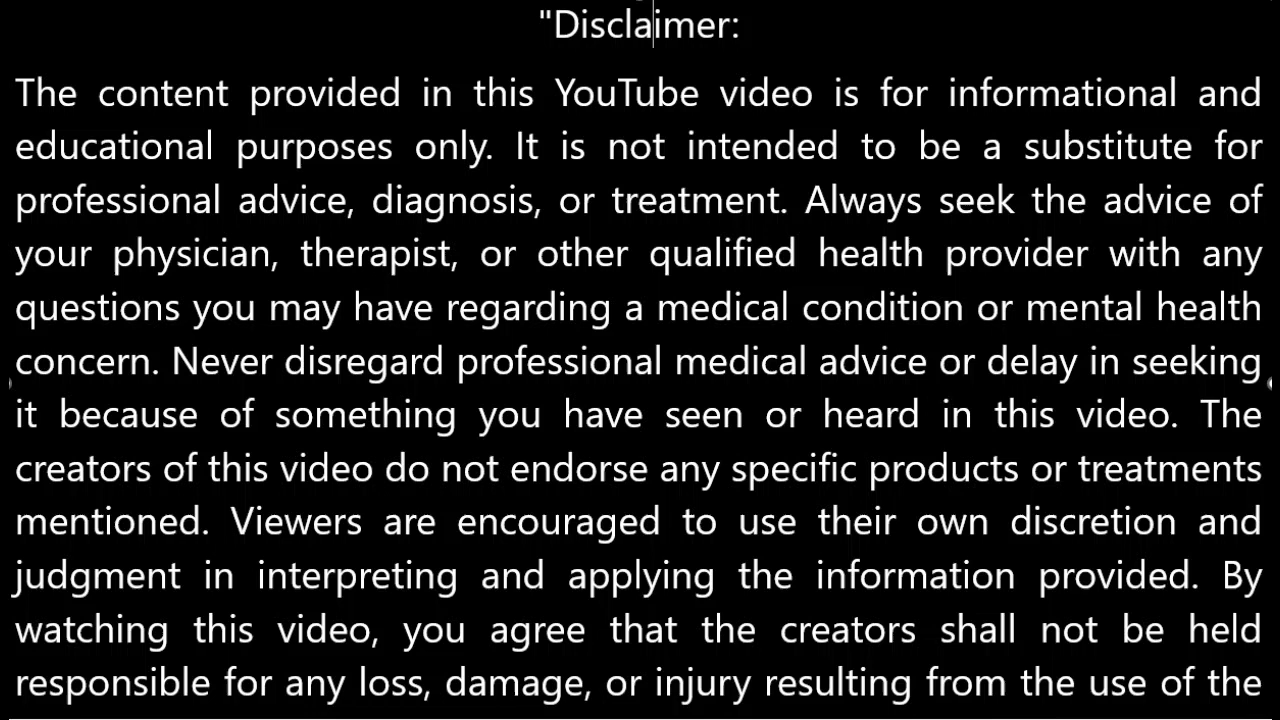 "Disclaimer:
The content provided in this YouTube video is for informational and
educational purposes only. It is not intended to be a substitute for
professional advice, diagnosis, or treatment. Always seek the advice of
your physician, therapist, or other qualified health provider with any
questions you may have regarding a medical condition or mental health
concern. Never disregard professional medical advice or delay in seeking
it because of something you have seen or heard in this video. The
creators of this video do not endorse any specific products or treatments
mentioned. Viewers are encouraged to use their own discretion and
judgment in interpreting and applying the information provided. By
watching this video, you agree that the creators shall not be held
responsible for any loss, damage, or injury resulting from the use of the